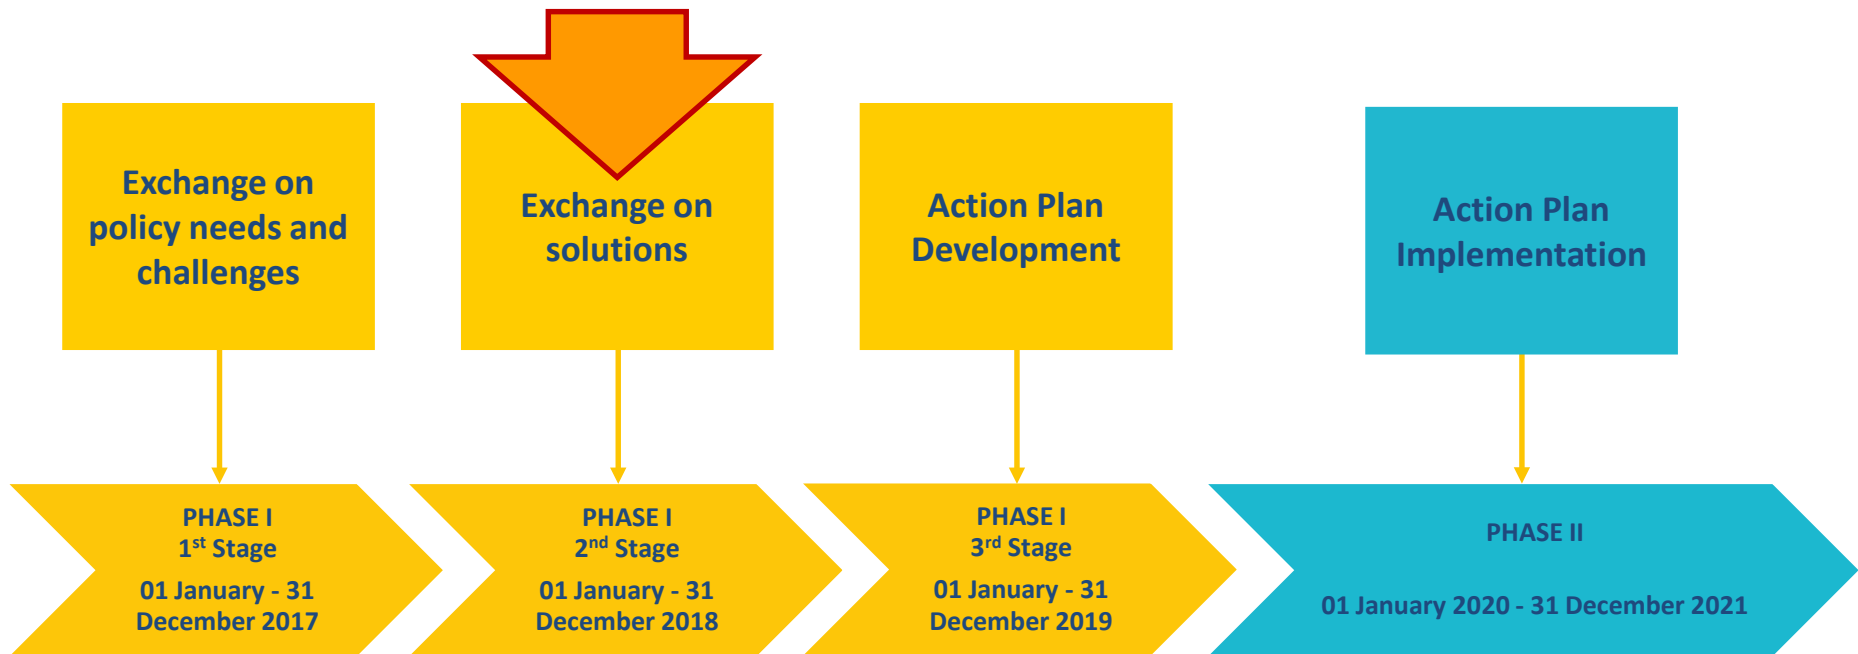 Exchange on
policy needs and
challenges
Exchange on
solutions
Action Plan
Development
Action Plan
Implementation
PHASE I
1st Stage
01 January - 31
December 2017
PHASE I
2nd Stage
01 January - 31
December 2018
PHASE I
3rd Stage
01 January - 31
December 2019
PHASE II
01 January 2020 - 31 December 2021